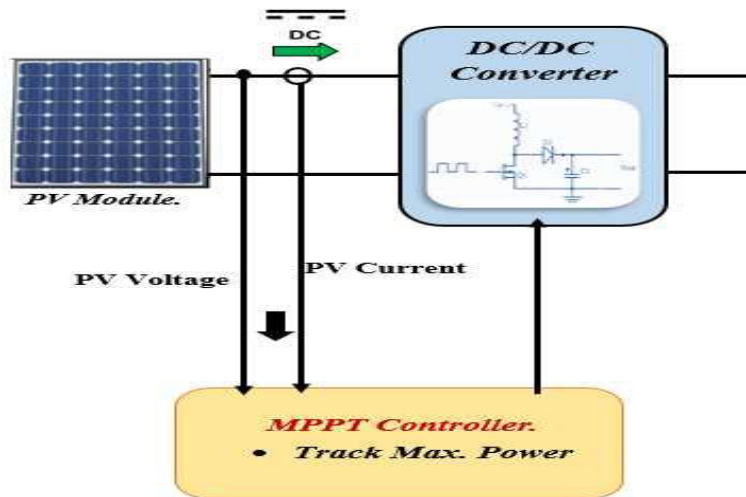 DC
DC/DC
Converter
PV Module.
PV Voltage
PV Current
MPPT Controller.
• Track Max. Power